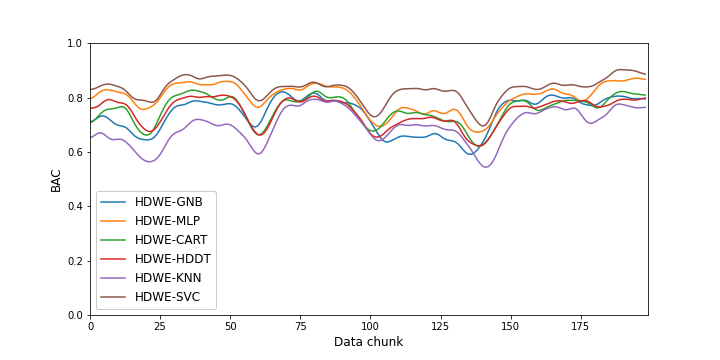 1.0
0.8
0.6
0.4
0.2
0.0
BAC
HDWE-GNB
HDWE-MLP
HDWE-CART
HDWE-HDDT
HDWE-KNN
HDWE-SVC
0 25 50 75 100 125 150 175
Data chunk